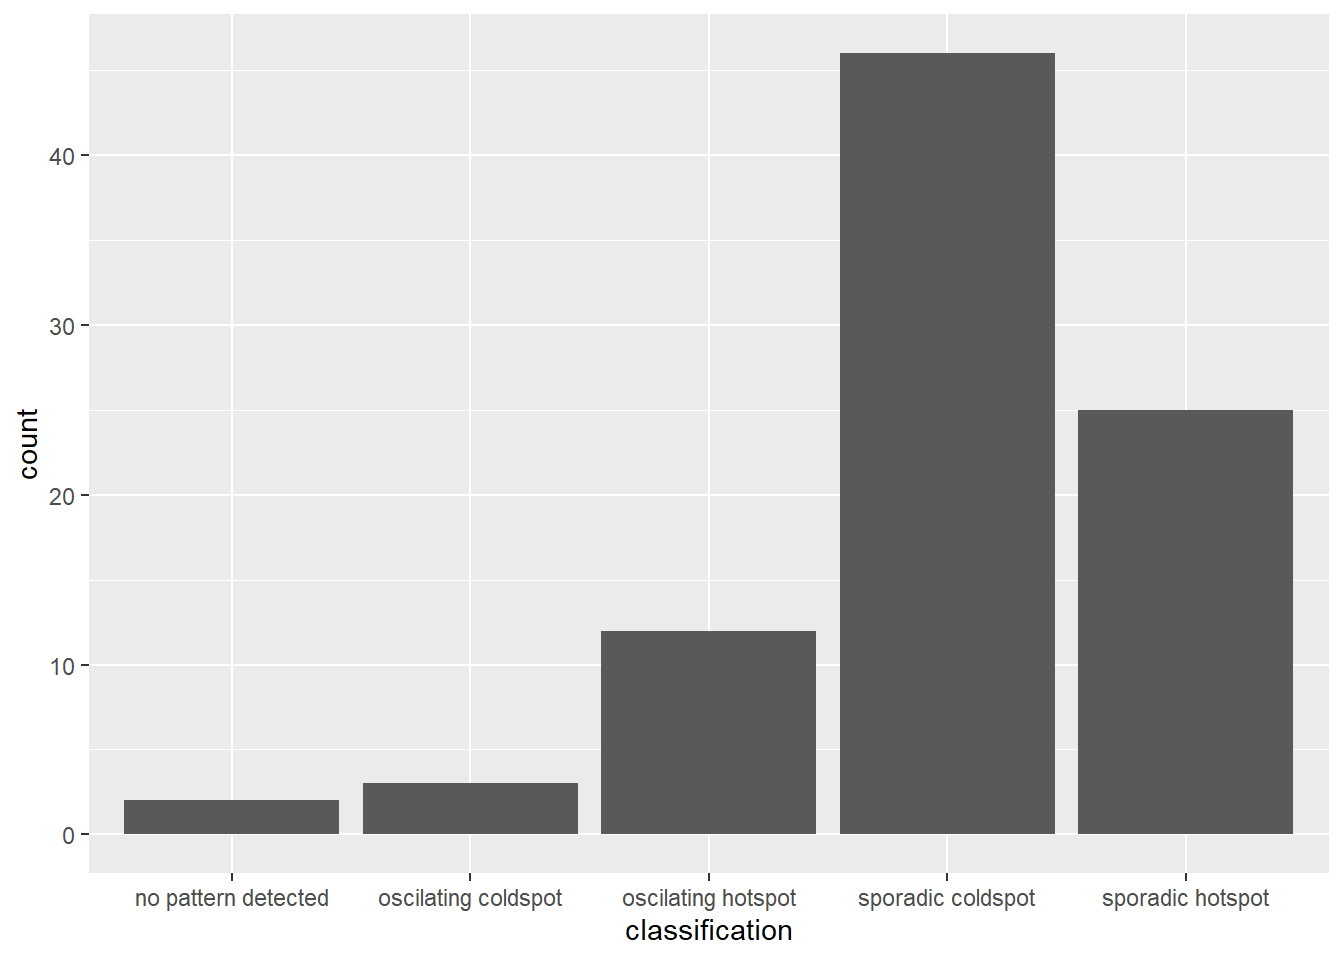 count
40
30
20
10
0
no pattern detected
oscilating coldspot
oscilating hotspot
sporadic coldspot
sporadic hotspot
classification